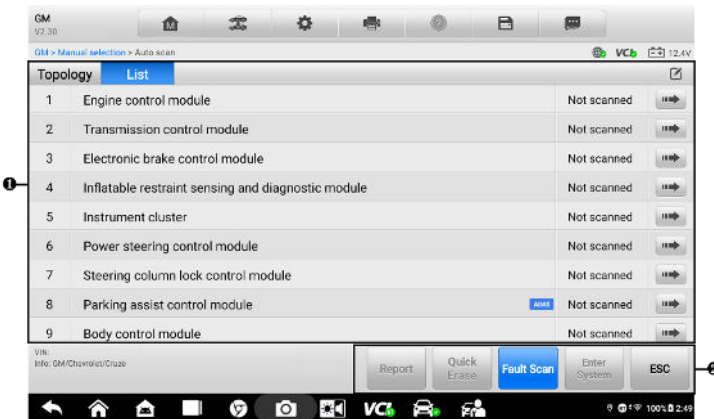 GM
V7.30
GM > Manual selection > Auto scan
VCI 12.4V
Topology List
1 Engine control module Not scanned
2 Transmission control module Not scanned
3 Electronic brake control module Not scanned
❶
4 Inflatable restraint sensing and diagnostic module Not scanned
5 Instrument cluster Not scanned
6 Power steering control module Not scanned
7 Steering column lock control module Not scanned
8 Parking assist control module ADAS Not scanned
9 Body control module Not scanned
VIN:
Info: GM/Chevrolet/Cruze
Report Quick Erase Fault Scan Enter System ESC
❷
VCI 100% 2:49